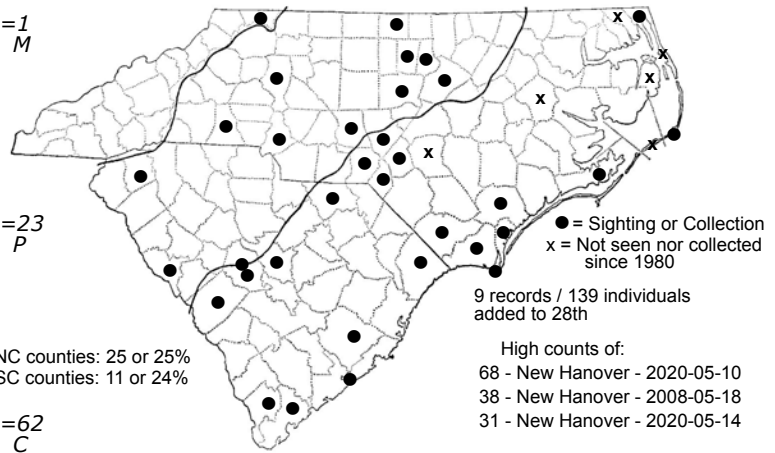 =1
M
=23
P
=62
C
NC counties: 25 or 25%
SC counties: 11 or 24%
x
x
x
x
x
x
● = Sighting or Collection
x = Not seen nor collected
since 1980
9 records / 139 individuals
added to 28th
High counts of:
68 - New Hanover - 2020-05-10
38 - New Hanover - 2008-05-18
31 - New Hanover - 2020-05-14